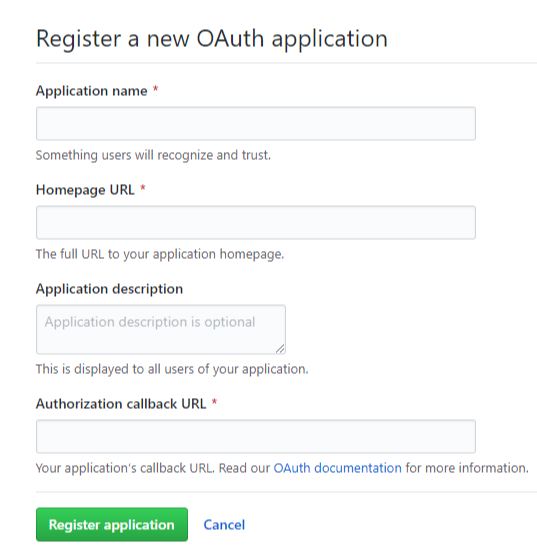 Register a new OAuth application
Application name *
Something users will recognize and trust.
Homepage URL *
The full URL to your application homepage.
Application description
Application description is optional
This is displayed to all users of your application.
Authorization callback URL *
Your application's callback URL. Read our OAuth documentation for more information.
Register application Cancel